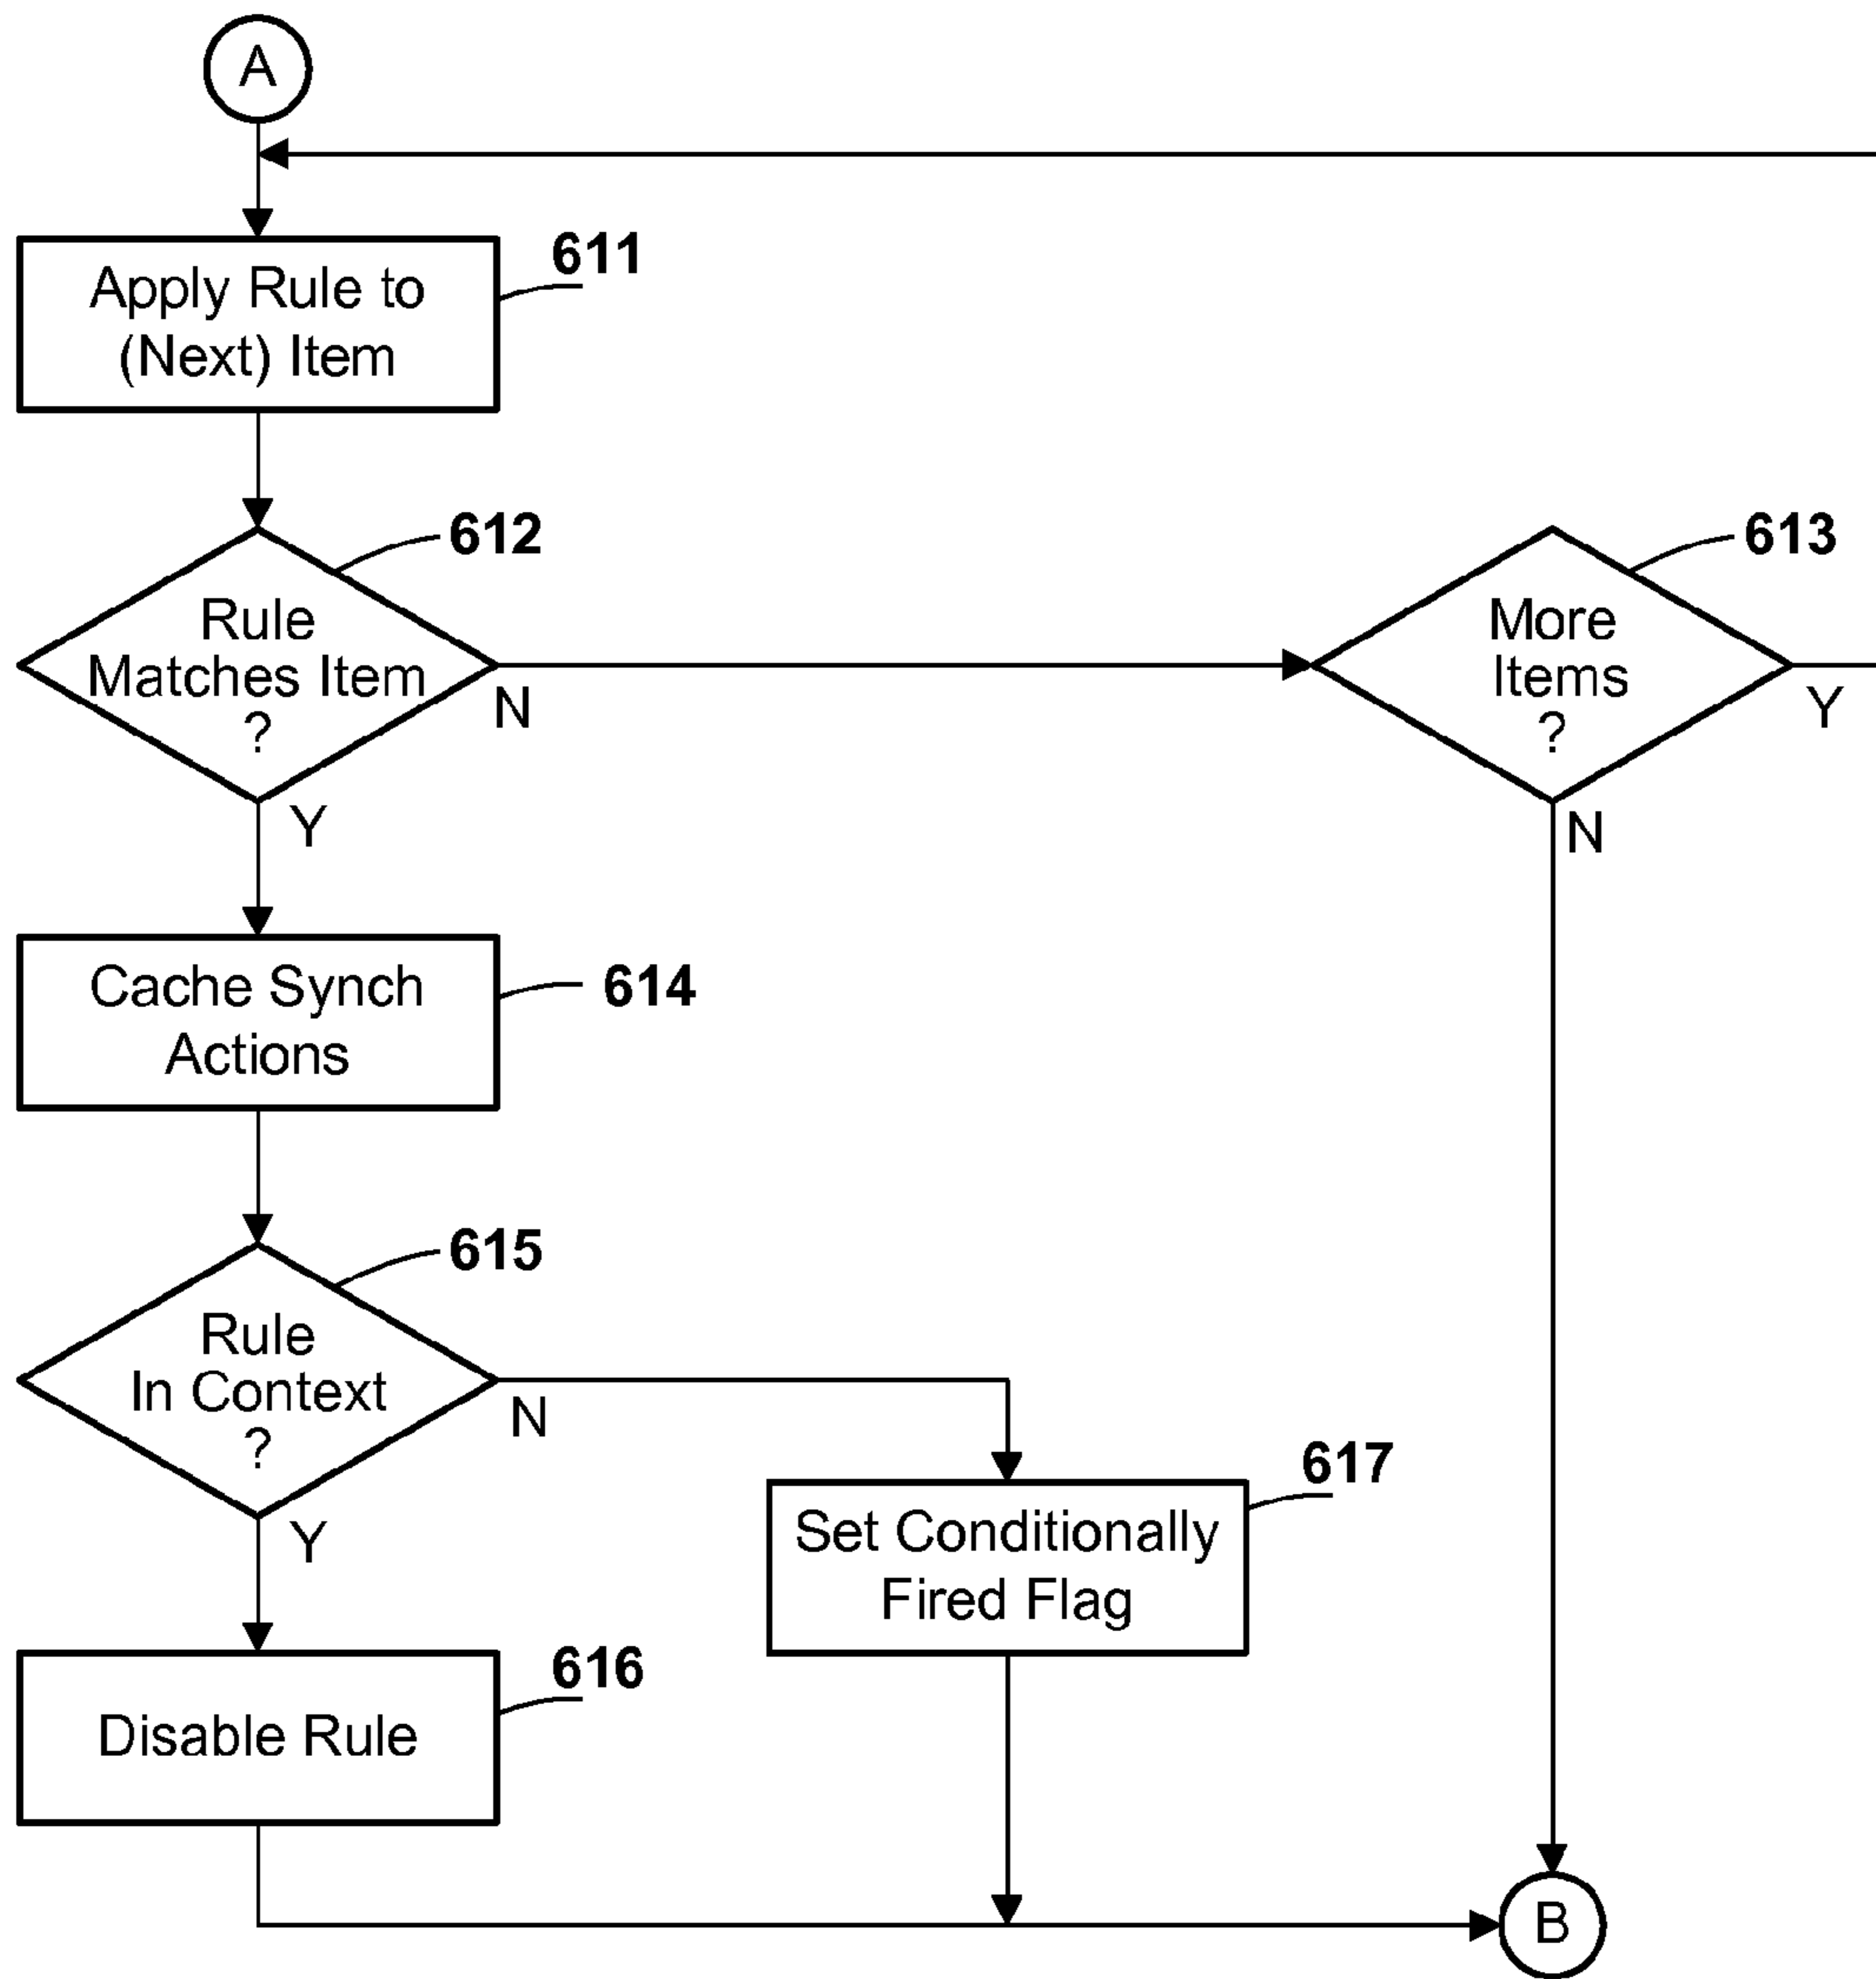 A
Apply Rule to
(Next) Item
611
Rule
Matches Item
?
612
N
Y
More
Items
?
613
Y
N
Cache Synch
Actions
614
Rule
In Context
?
615
N
Y
Set Conditionally
Fired Flag
617
Disable Rule
616
B